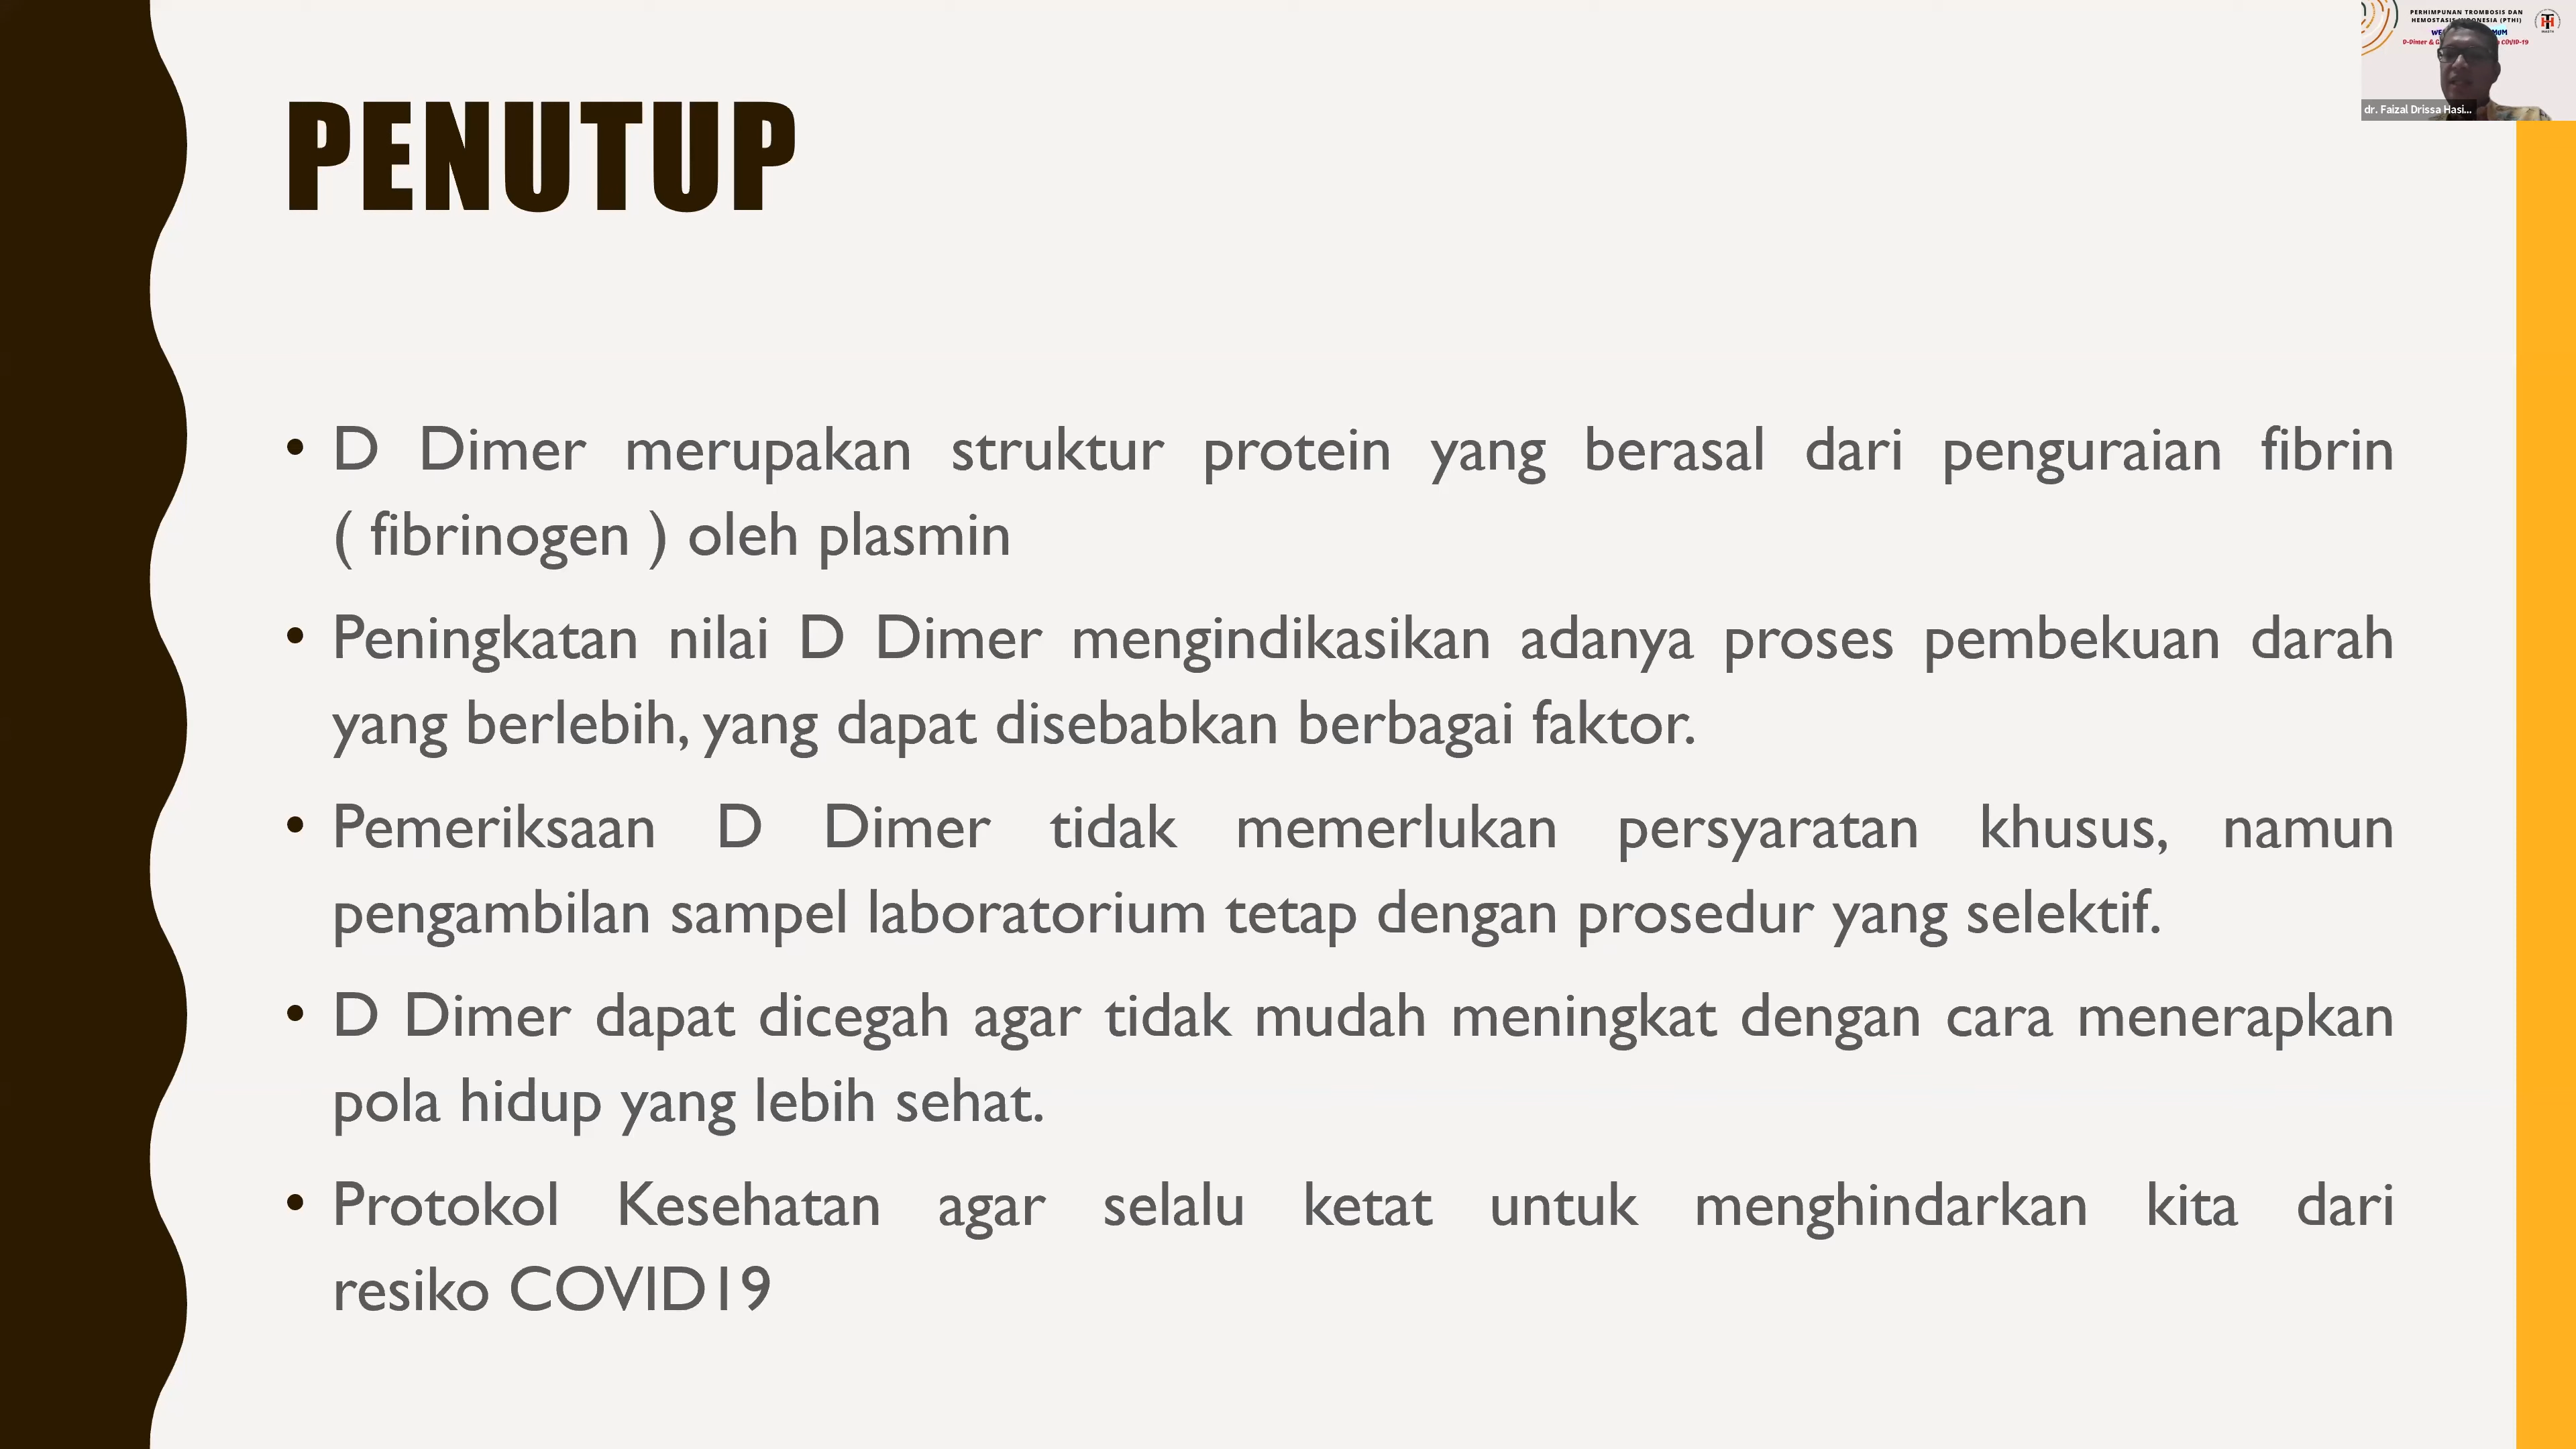 PERHIMPUNAN TROMBOSIS DAN
HEMOSTASIS INDONESIA (PTHI)
D-Dimer & COVID-19
dr. Faizal Drissa Hasi...
PENUTUP
• D Dimer merupakan struktur protein yang berasal dari penguraian fibrin
( fibrinogen ) oleh plasmin
• Peningkatan nilai D Dimer mengindikasikan adanya proses pembekuan darah
yang berlebih, yang dapat disebabkan berbagai faktor.
• Pemeriksaan D Dimer tidak memerlukan persyaratan khusus, namun
pengambilan sampel laboratorium tetap dengan prosedur yang selektif.
• D Dimer dapat dicegah agar tidak mudah meningkat dengan cara menerapkan
pola hidup yang lebih sehat.
• Protokol Kesehatan agar selalu ketat untuk menghindarkan kita dari
resiko COVID19